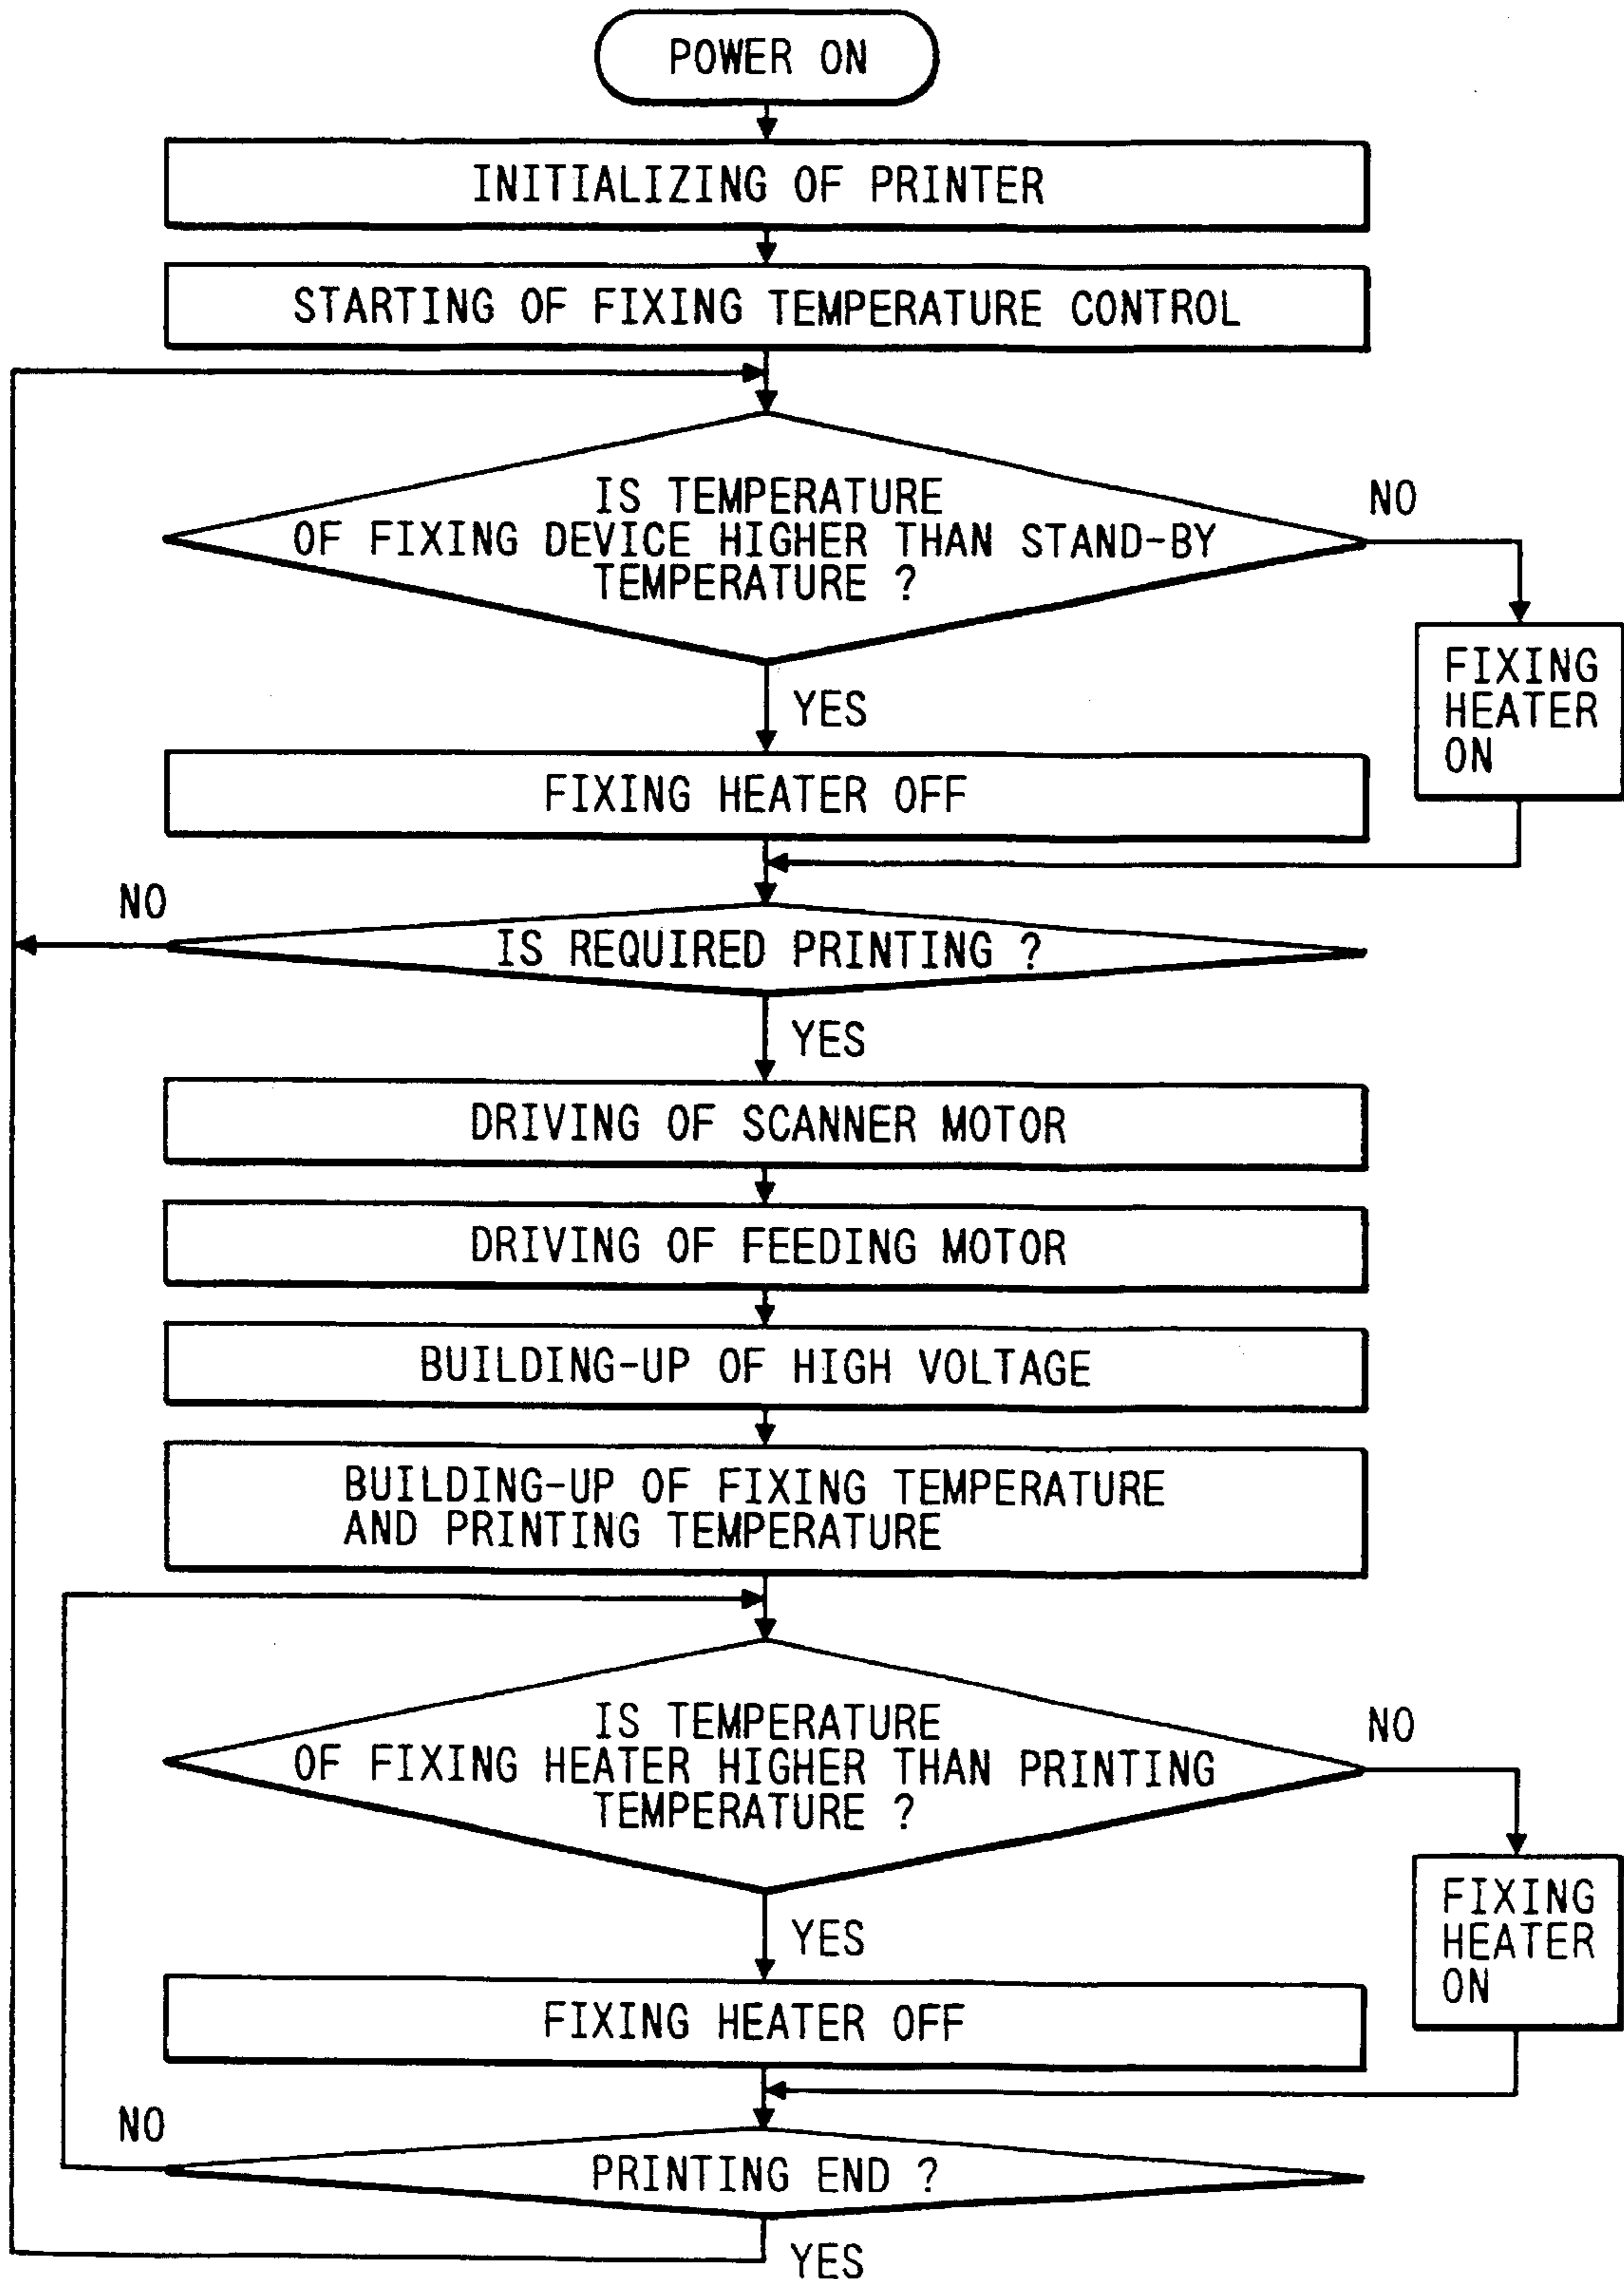 POWER ON
INITIALIZING OF PRINTER
STARTING OF FIXING TEMPERATURE CONTROL
IS TEMPERATURE
OF FIXING DEVICE HIGHER THAN STAND-BY
TEMPERATURE ?
NO
FIXING
HEATER
ON
YES
FIXING HEATER OFF
NO
IS REQUIRED PRINTING ?
YES
DRIVING OF SCANNER MOTOR
DRIVING OF FEEDING MOTOR
BUILDING-UP OF HIGH VOLTAGE
BUILDING-UP OF FIXING TEMPERATURE
AND PRINTING TEMPERATURE
IS TEMPERATURE
OF FIXING HEATER HIGHER THAN PRINTING
TEMPERATURE ?
NO
FIXING
HEATER
ON
YES
FIXING HEATER OFF
NO
PRINTING END ?
YES